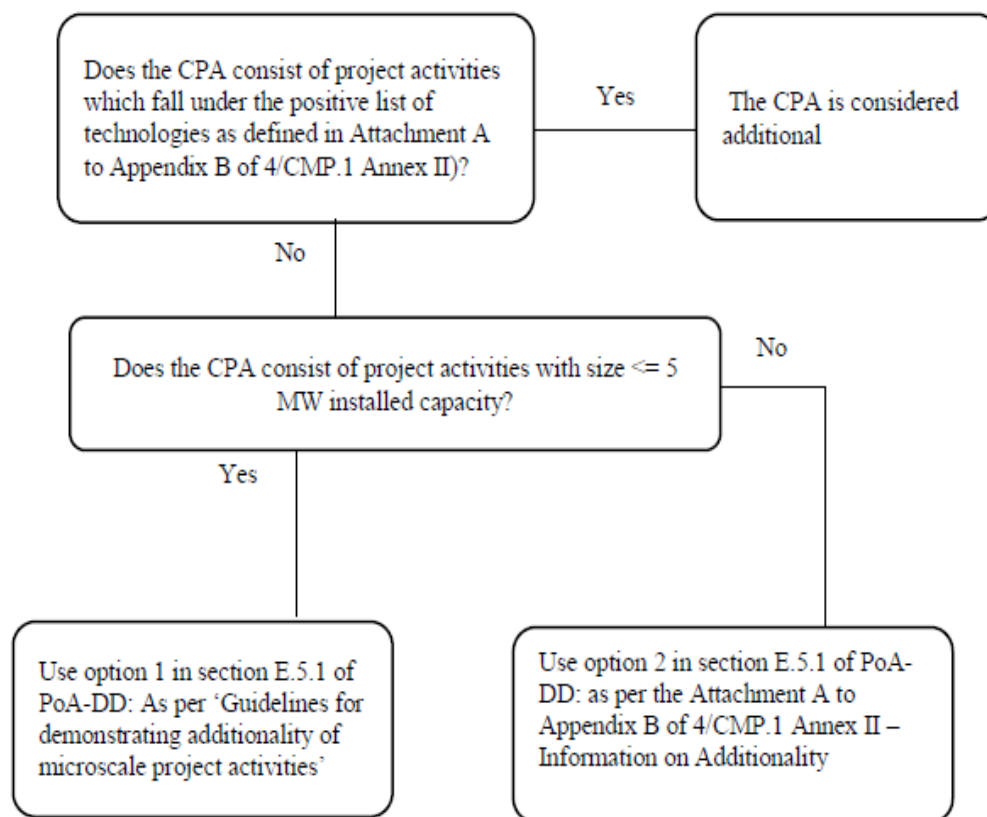 Does the CPA consist of project activities
which fall under the positive list of
technologies as defined in Attachment A
to Appendix B of 4/CMP.1 Annex II)?
Yes
The CPA is considered
additional
No
Does the CPA consist of project activities with size <= 5
MW installed capacity?
No
Yes
Use option 1 in section E.5.1 of
PoA-DD: As per ‘Guidelines for
demonstrating additionality of
microscale project activities’
Use option 2 in section E.5.1 of PoA-
DD: as per the Attachment A to
Appendix B of 4/CMP.1 Annex II –
Information on Additionality